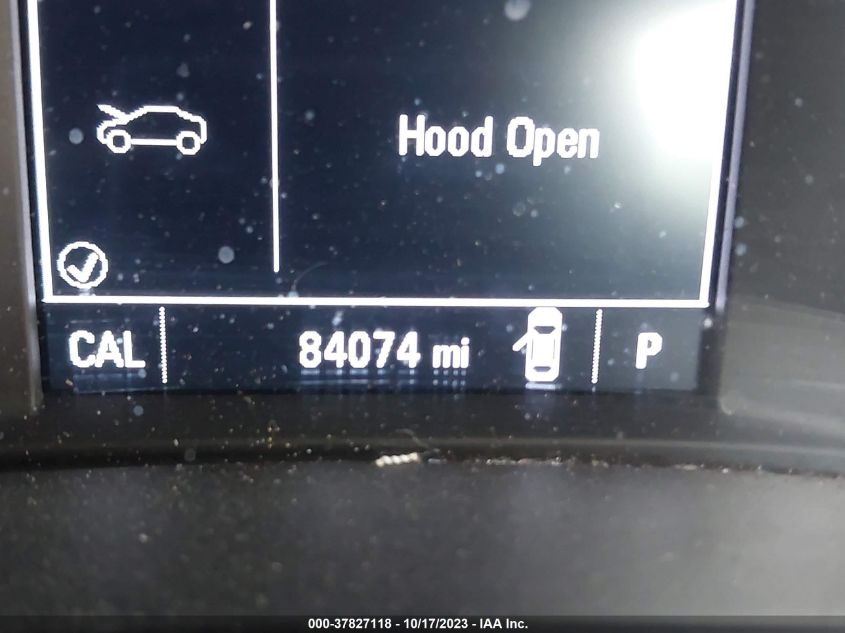 Hood Open
CAL 84074 mi P
000-37827118 - 10/17/2023 - IAA Inc.